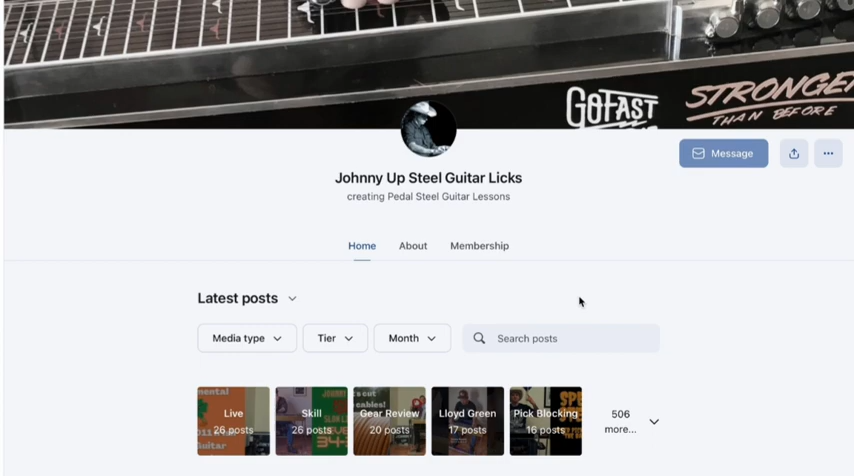 GOFAST
STRONGER
THAN BEFORE
Message
Johnny Up Steel Guitar Licks
creating Pedal Steel Guitar Lessons
Home About Membership
Latest posts
Media type Tier Month Search posts
Live Skill Gear Review Lloyd Green Pick Blocking 506
26 posts 26 posts 20 posts 17 posts 16 posts more...